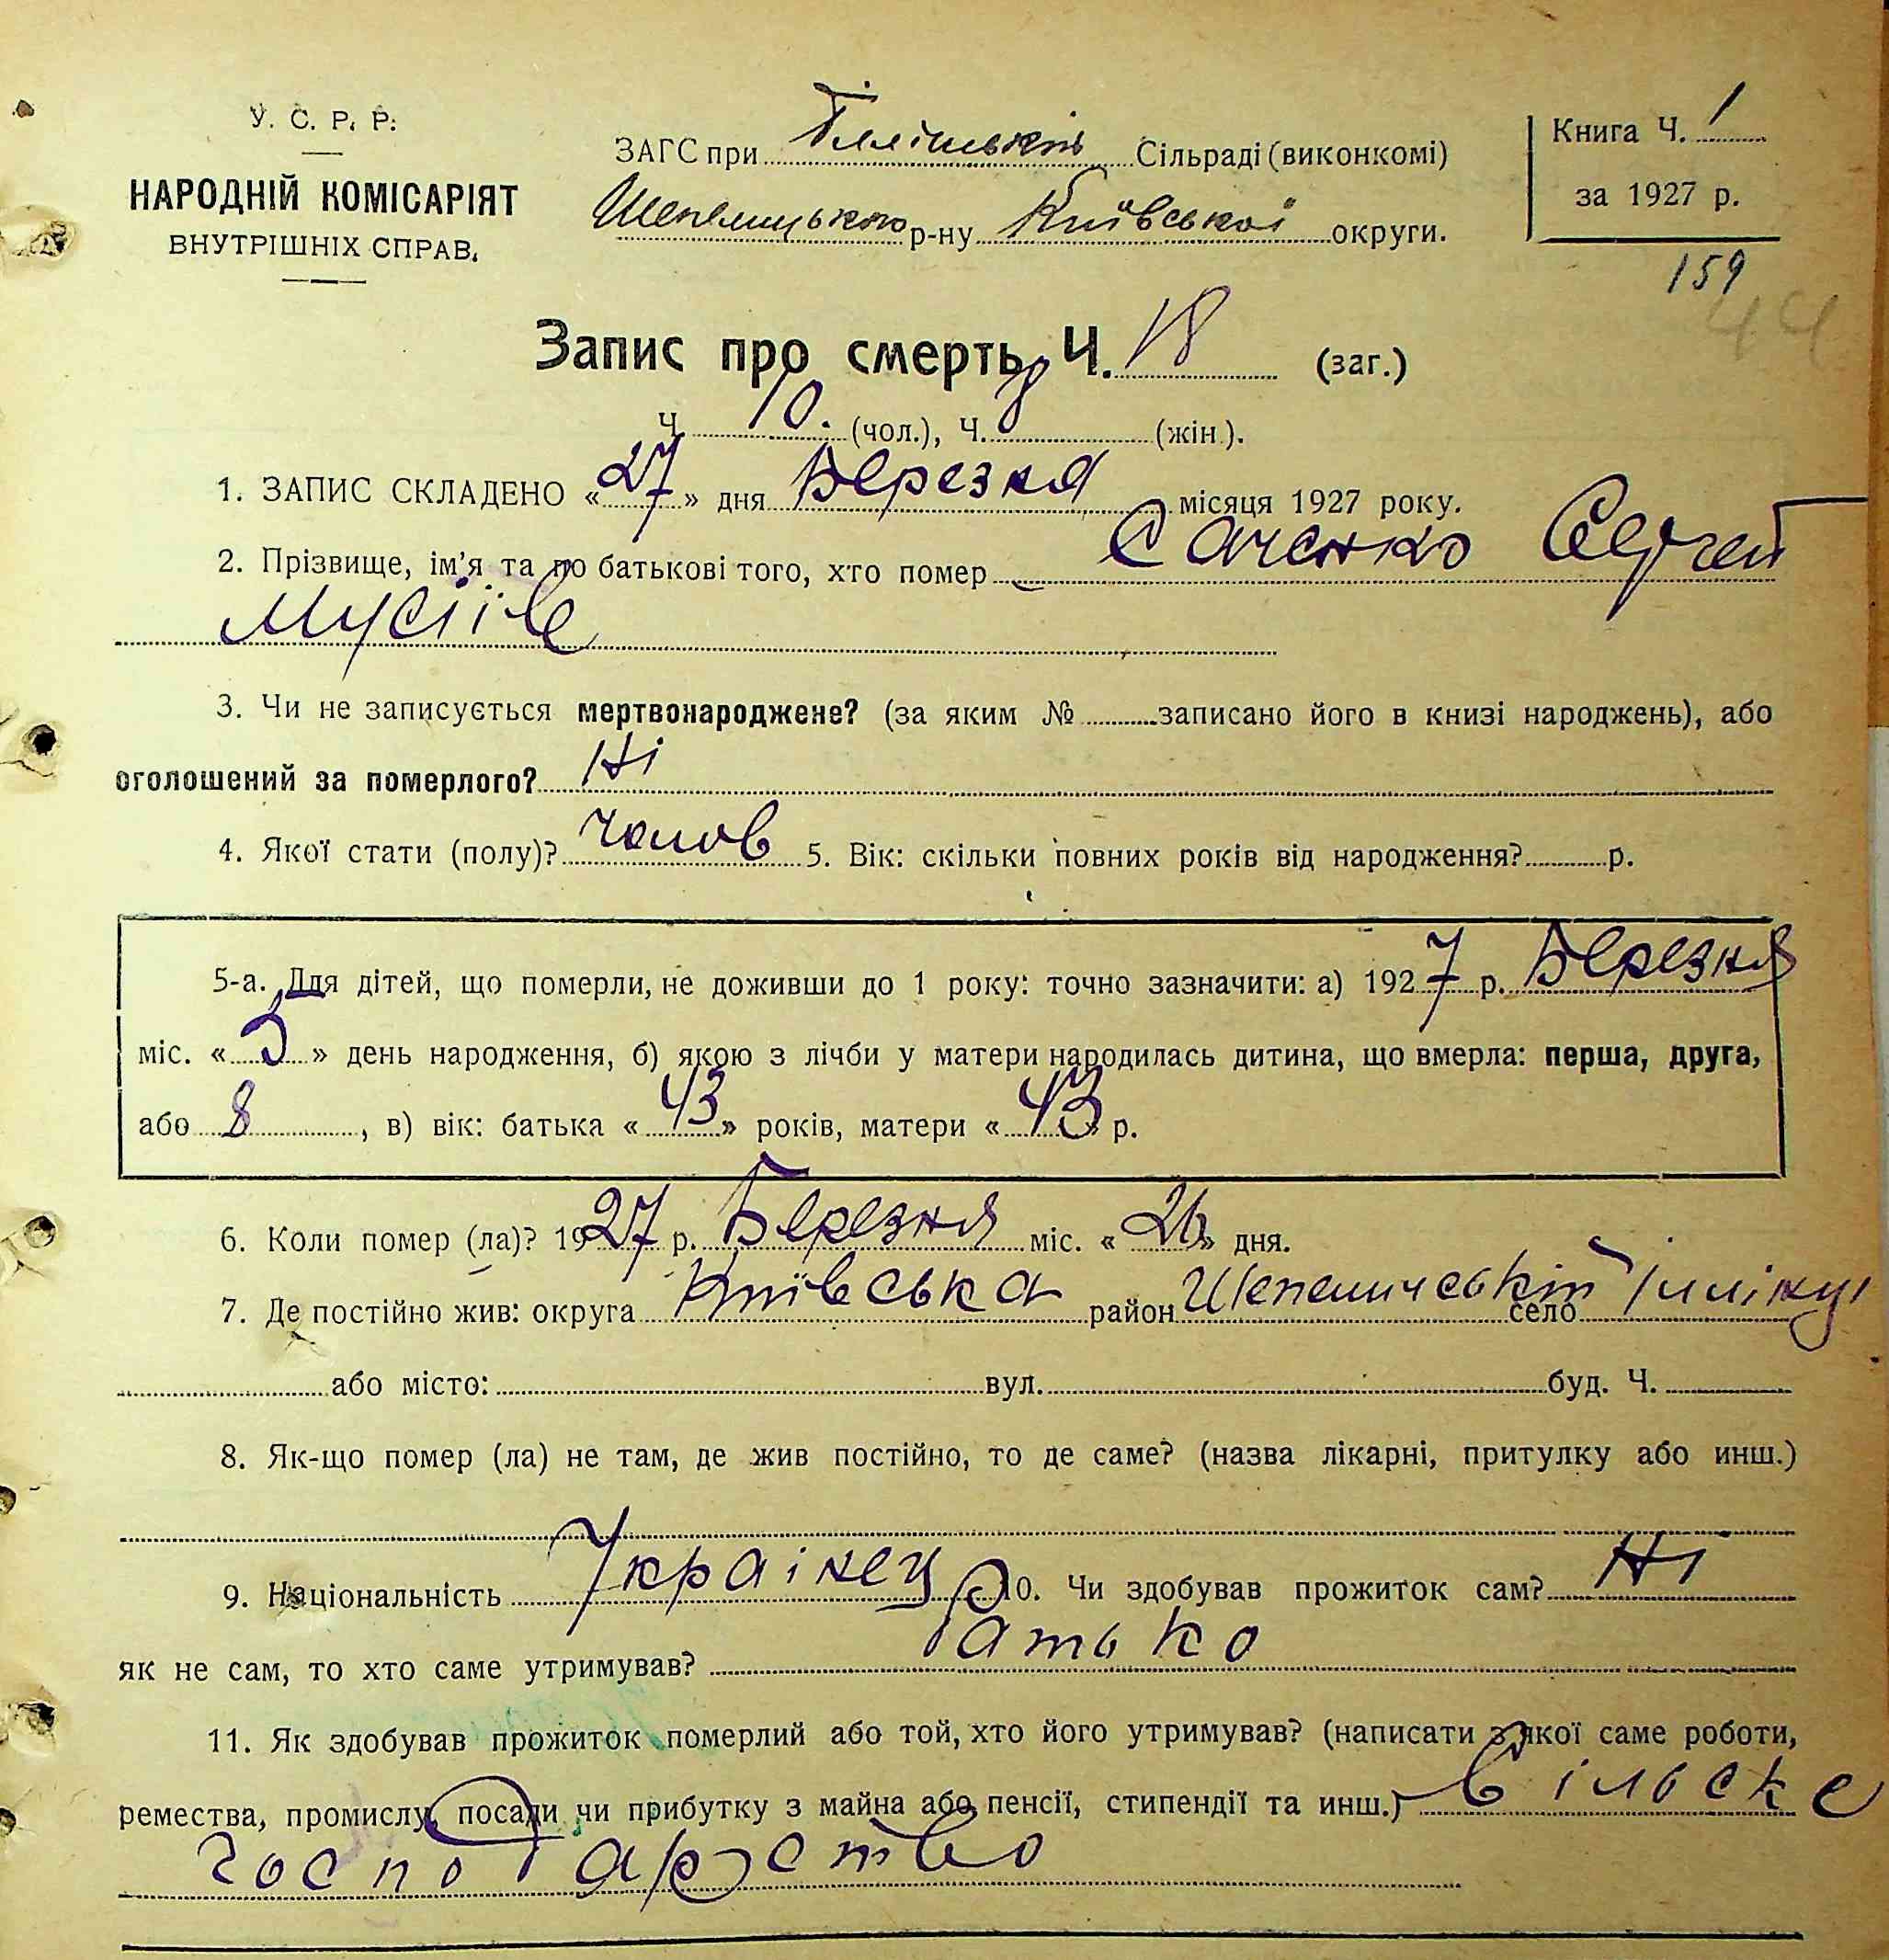 У. С. Р. Р.
НАРОДНІЙ КОМІСАРІЯТ
ВНУТРІШНІХ СПРАВ.
ЗАГС при Сільраді (виконкомі)
р-ну Київської округи.
Книга Ч. 1
за 1927 р.
159
44
Запис про смерть Ч. 18 (заг.)
Ч. 10. (чол.), Ч. 8 (жін.).
1. ЗАПИС СКЛАДЕНО «27» дня Березня місяця 1927 року.
2. Прізвище, ім'я та по батькові того, хто помер Саченко Сергей
Мусіїв
3. Чи не записується мертвонароджене? (за яким № записано його в книзі народжень), або
оголошений за померлого? Ні
4. Якої стати (полу)? чолов 5. Вік: скільки повних років від народження? р.
5-а. Для дітей, що померли, не доживши до 1 року: точно зазначити: а) 1927 р. Березня
міс. «5» день народження, б) якою з лічби у матери народилась дитина, що вмерла: перша, друга,
або 8, в) вік: батька «43» років, матери «43» р.
6. Коли помер (ла)? 1927 р. Березня міс. «26» дня.
7. Де постійно жив: округа Київська район село
або місто: вул. буд. Ч.
8. Як-що помер (ла) не там, де жив постійно, то де саме? (назва лікарні, притулку або инш.)
9. Національність Українец 10. Чи здобував прожиток сам? Ні
як не сам, то хто саме утримував? Батько
11. Як здобував прожиток померлий або той, хто його утримував? (написати з якої саме роботи,
ремества, промислу, посади чи прибутку з майна або пенсії, стипендії та инш.) Сільске
господарство